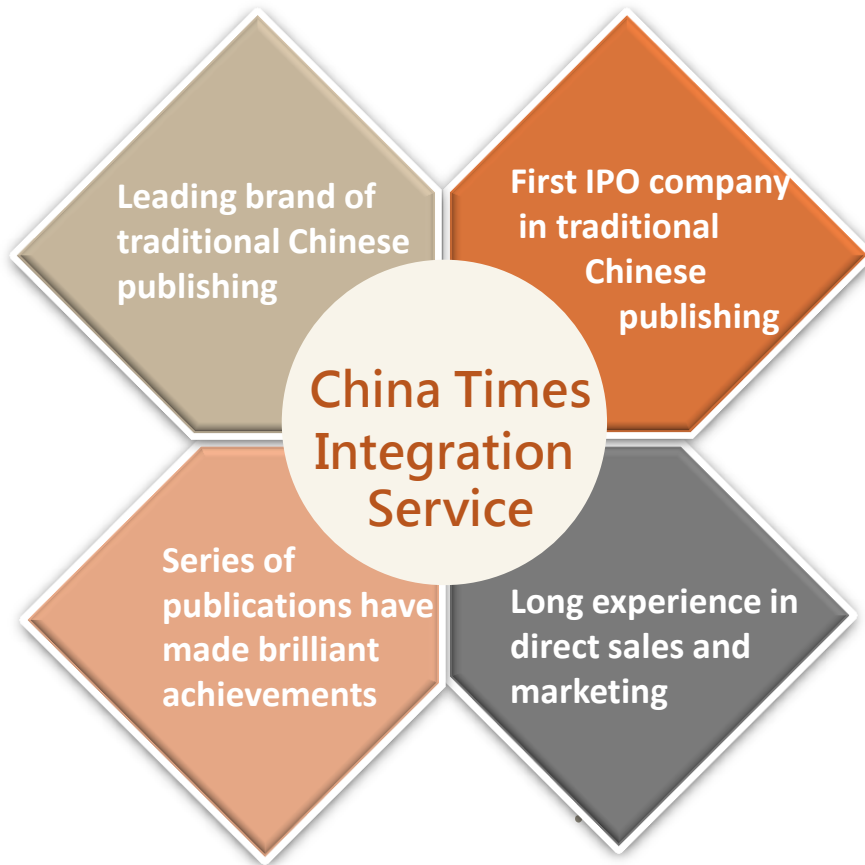 Leading brand of
traditional Chinese
publishing
First IPO company
in traditional
Chinese
publishing
China Times
Integration
Service
Series of
publications have
made brilliant
achievements
Long experience in
direct sales and
marketing